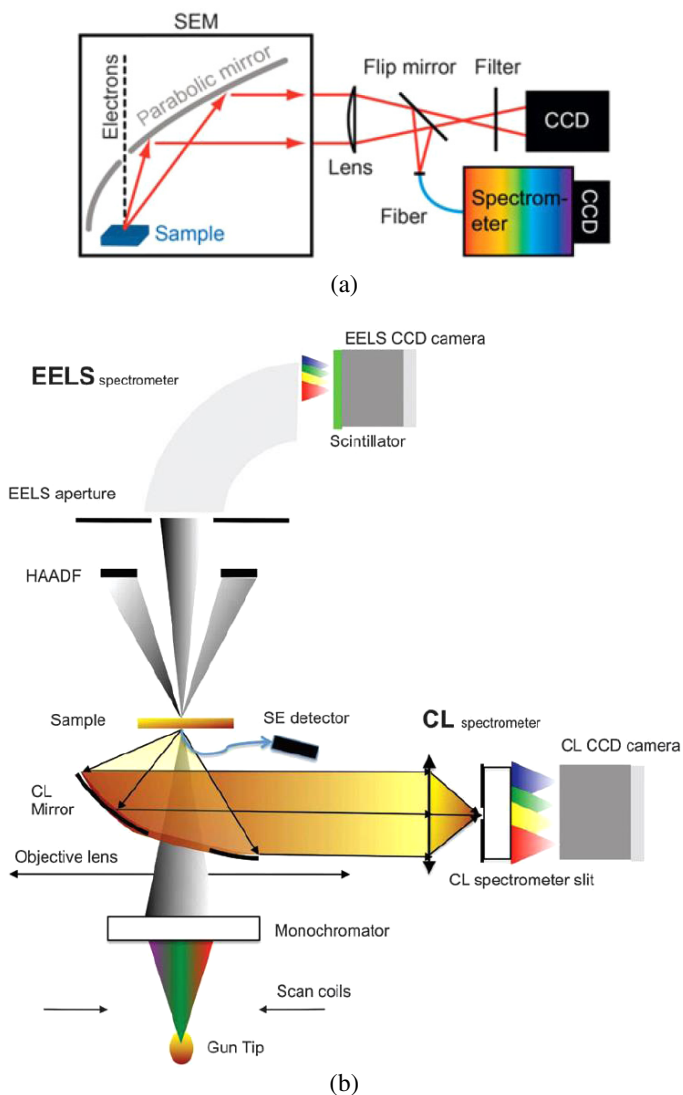 SEM
Electrons
Parabolic mirror
Sample
Lens
Flip mirror
Filter
CCD
Fiber
Spectrom-
eter
CCD
(a)
EELS CCD camera
EELS spectrometer
Scintillator
EELS aperture
HAADF
Sample
SE detector
CL spectrometer
CL CCD camera
CL
Mirror
Objective lens
CL spectrometer slit
Monochromator
Scan coils
Gun Tip
(b)